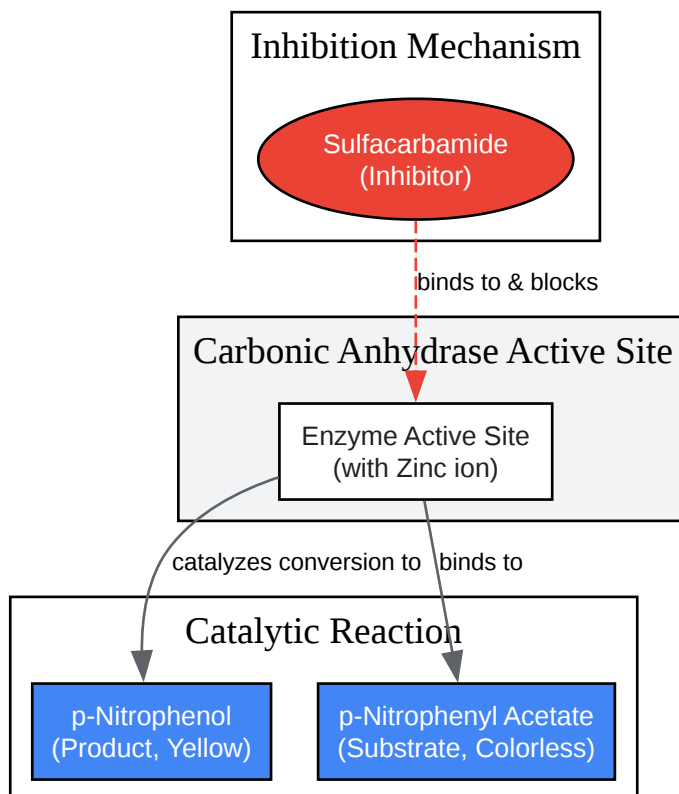 Inhibition Mechanism
Sulfacarbamide
(Inhibitor)
binds to & blocks
Carbonic Anhydrase Active Site
Enzyme Active Site
(with Zinc ion)
catalyzes conversion to
binds to
Catalytic Reaction
p-Nitrophenol
(Product, Yellow)
p-Nitrophenyl Acetate
(Substrate, Colorless)